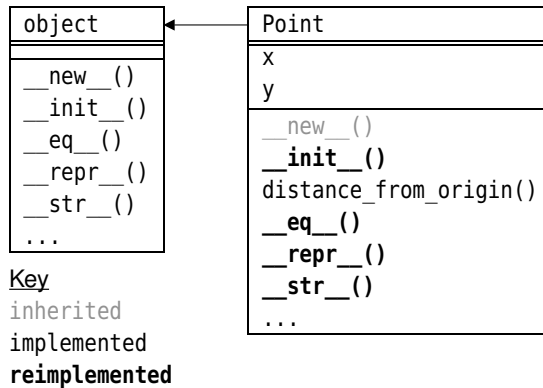 object
__new__()
__init__()
__eq__()
__repr__()
__str__()
...
Point
x
y
__new__()
__init__()
distance_from_origin()
__eq__()
__repr__()
__str__()
...
Key
inherited
implemented
reimplemented